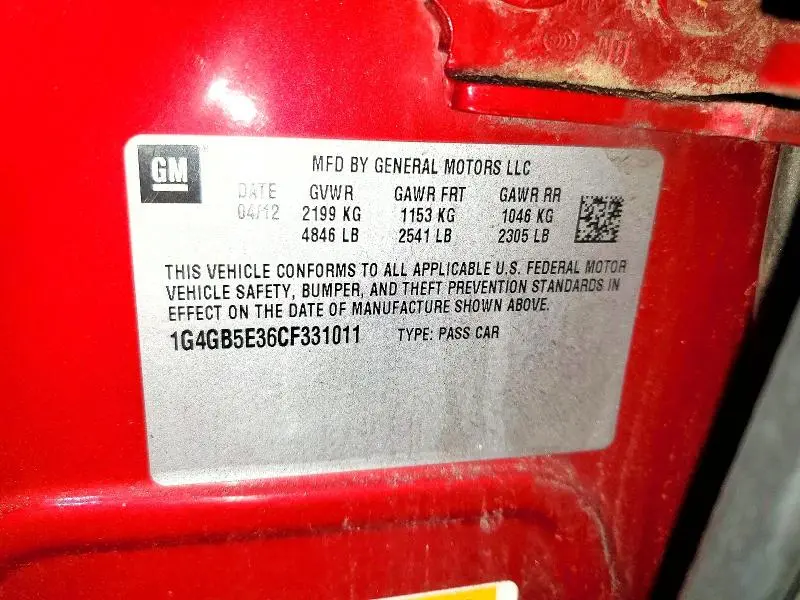 GM
MFD BY GENERAL MOTORS LLC
DATE GVWR GAWR FRT GAWR RR
04/12 2199 KG 1153 KG 1046 KG
4846 LB 2541 LB 2305 LB
THIS VEHICLE CONFORMS TO ALL APPLICABLE U.S. FEDERAL MOTOR
VEHICLE SAFETY, BUMPER, AND THEFT PREVENTION STANDARDS IN
EFFECT ON THE DATE OF MANUFACTURE SHOWN ABOVE.
1G4GB5E36CF331011 TYPE: PASS CAR